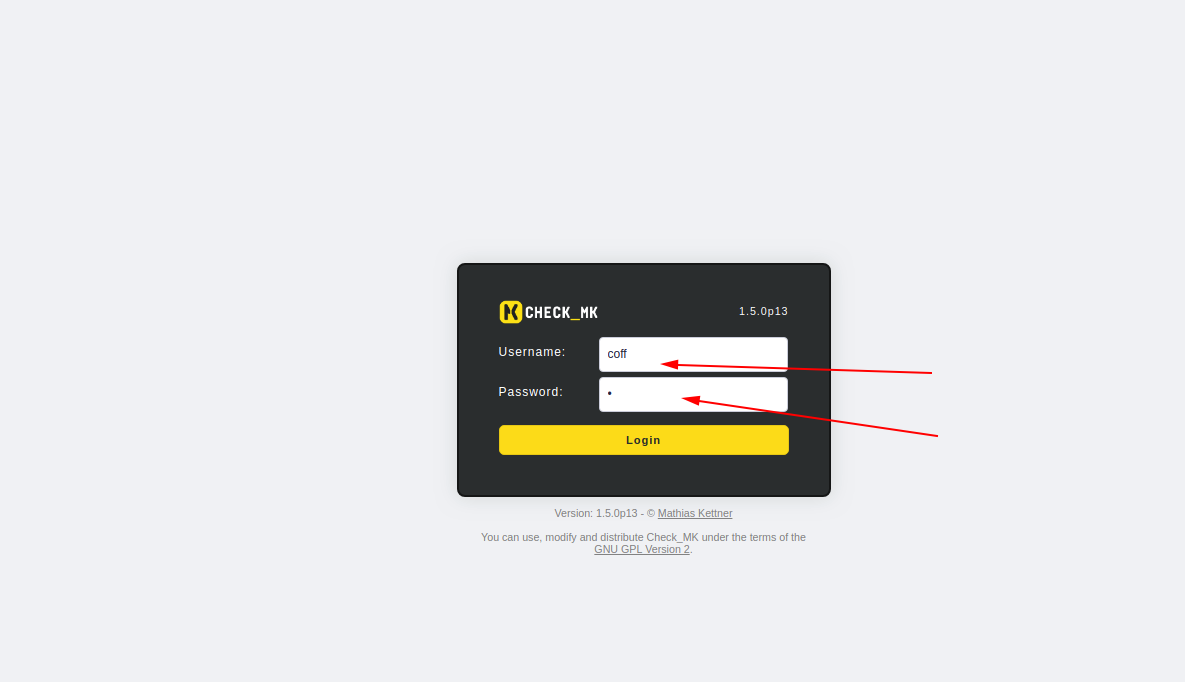 CHECK_MK 1.5.0p13
Username: coff
Password: •
Login
Version: 1.5.0p13 - © Mathias Kettner
You can use, modify and distribute Check_MK under the terms of the
GNU GPL Version 2.